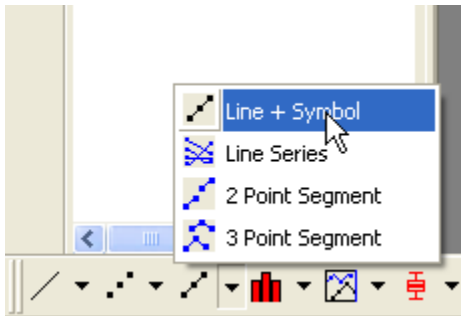 Line + Symbol
Line Series
2 Point Segment
3 Point Segment